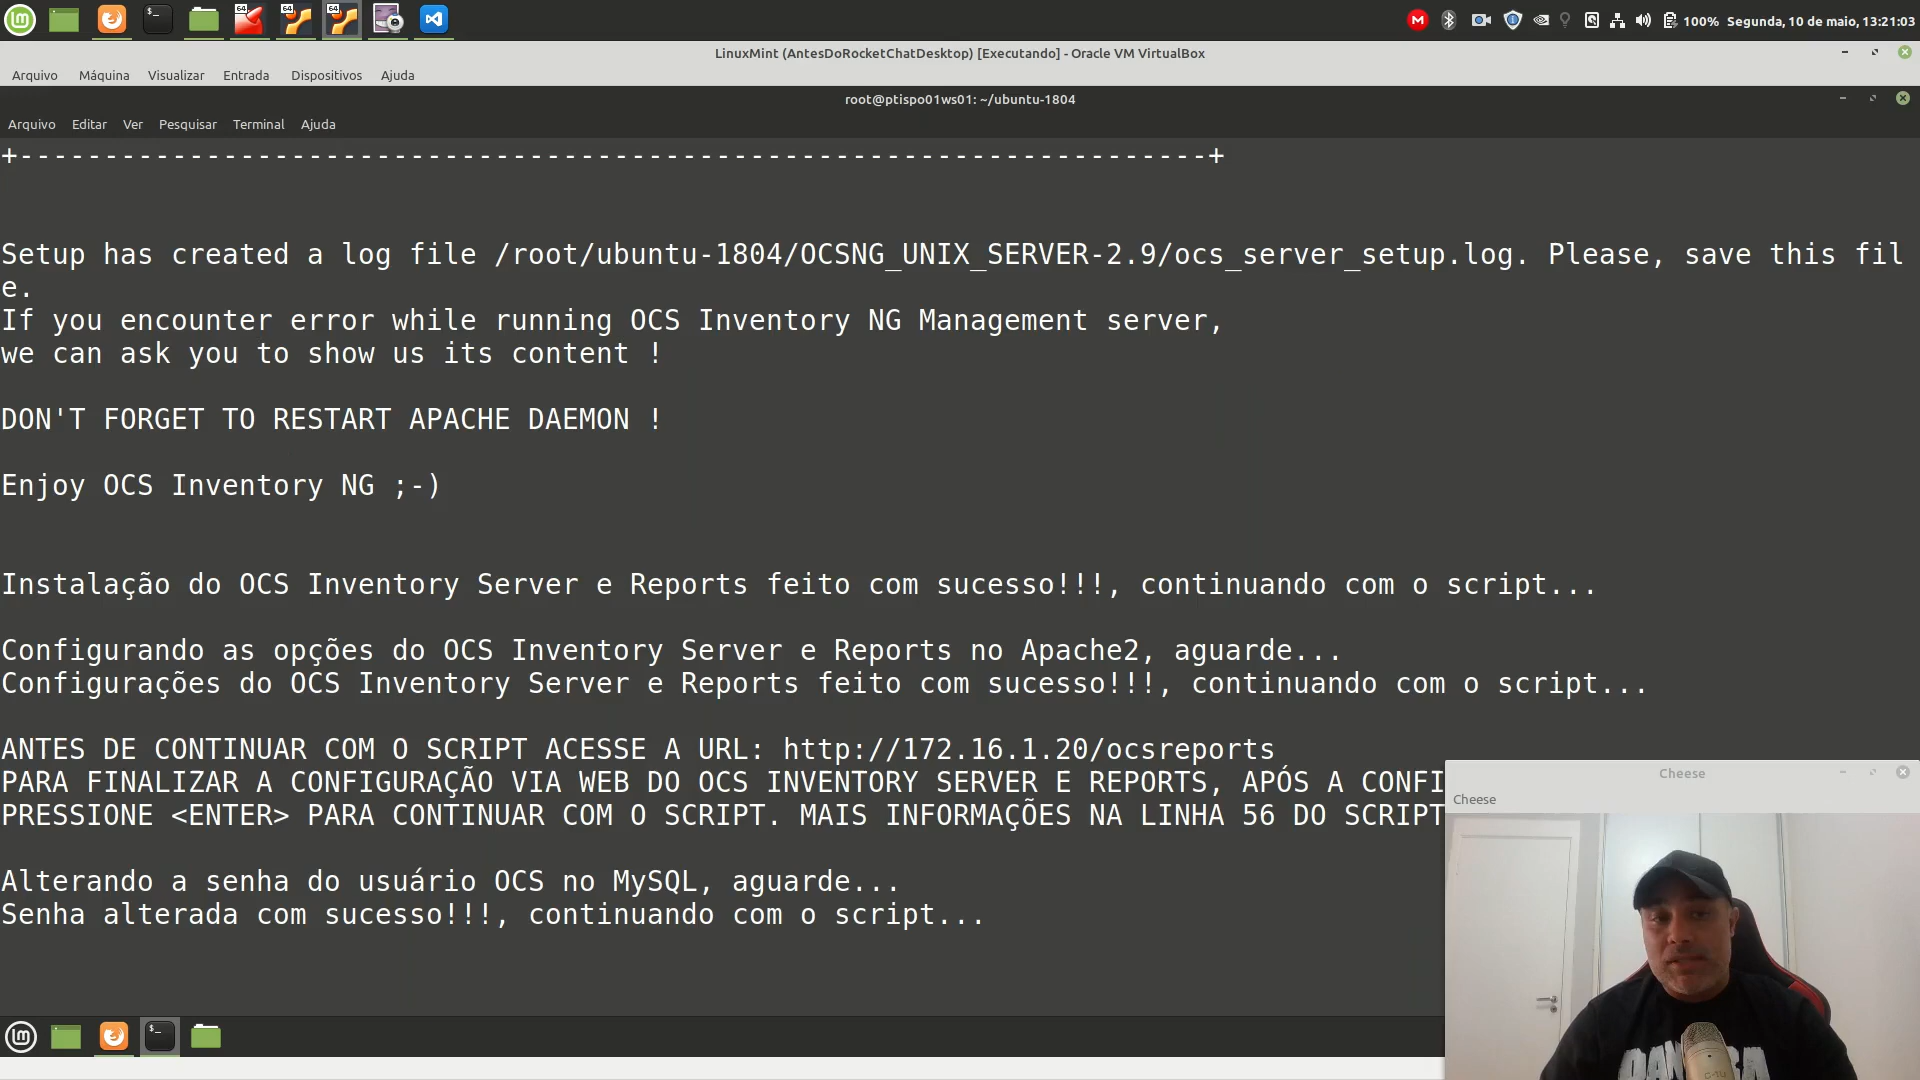 100% Segunda, 10 de maio, 13:21:03
LinuxMint (AntesDoRocketChatDesktop) [Executando] - Oracle VM VirtualBox
Arquivo Máquina Visualizar Entrada Dispositivos Ajuda
root@ptispo01ws01: ~/ubuntu-1804
Arquivo Editar Ver Pesquisar Terminal Ajuda
+----------------------------------------------------------------------+
Setup has created a log file /root/ubuntu-1804/OCSNG_UNIX_SERVER-2.9/ocs_server_setup.log. Please, save this fil
e.
If you encounter error while running OCS Inventory NG Management server,
we can ask you to show us its content !
DON'T FORGET TO RESTART APACHE DAEMON !
Enjoy OCS Inventory NG ;-)
Instalação do OCS Inventory Server e Reports feito com sucesso!!!, continuando com o script...
Configurando as opções do OCS Inventory Server e Reports no Apache2, aguarde...
Configurações do OCS Inventory Server e Reports feito com sucesso!!!, continuando com o script...
ANTES DE CONTINUAR COM O SCRIPT ACESSE A URL: http://172.16.1.20/ocsreports
PARA FINALIZAR A CONFIGURAÇÃO VIA WEB DO OCS INVENTORY SERVER E REPORTS, APÓS A CONFI
PRESSIONE <ENTER> PARA CONTINUAR COM O SCRIPT. MAIS INFORMAÇÕES NA LINHA 56 DO SCRIPT
Alterando a senha do usuário OCS no MySQL, aguarde...
Senha alterada com sucesso!!!, continuando com o script...
Cheese
Cheese